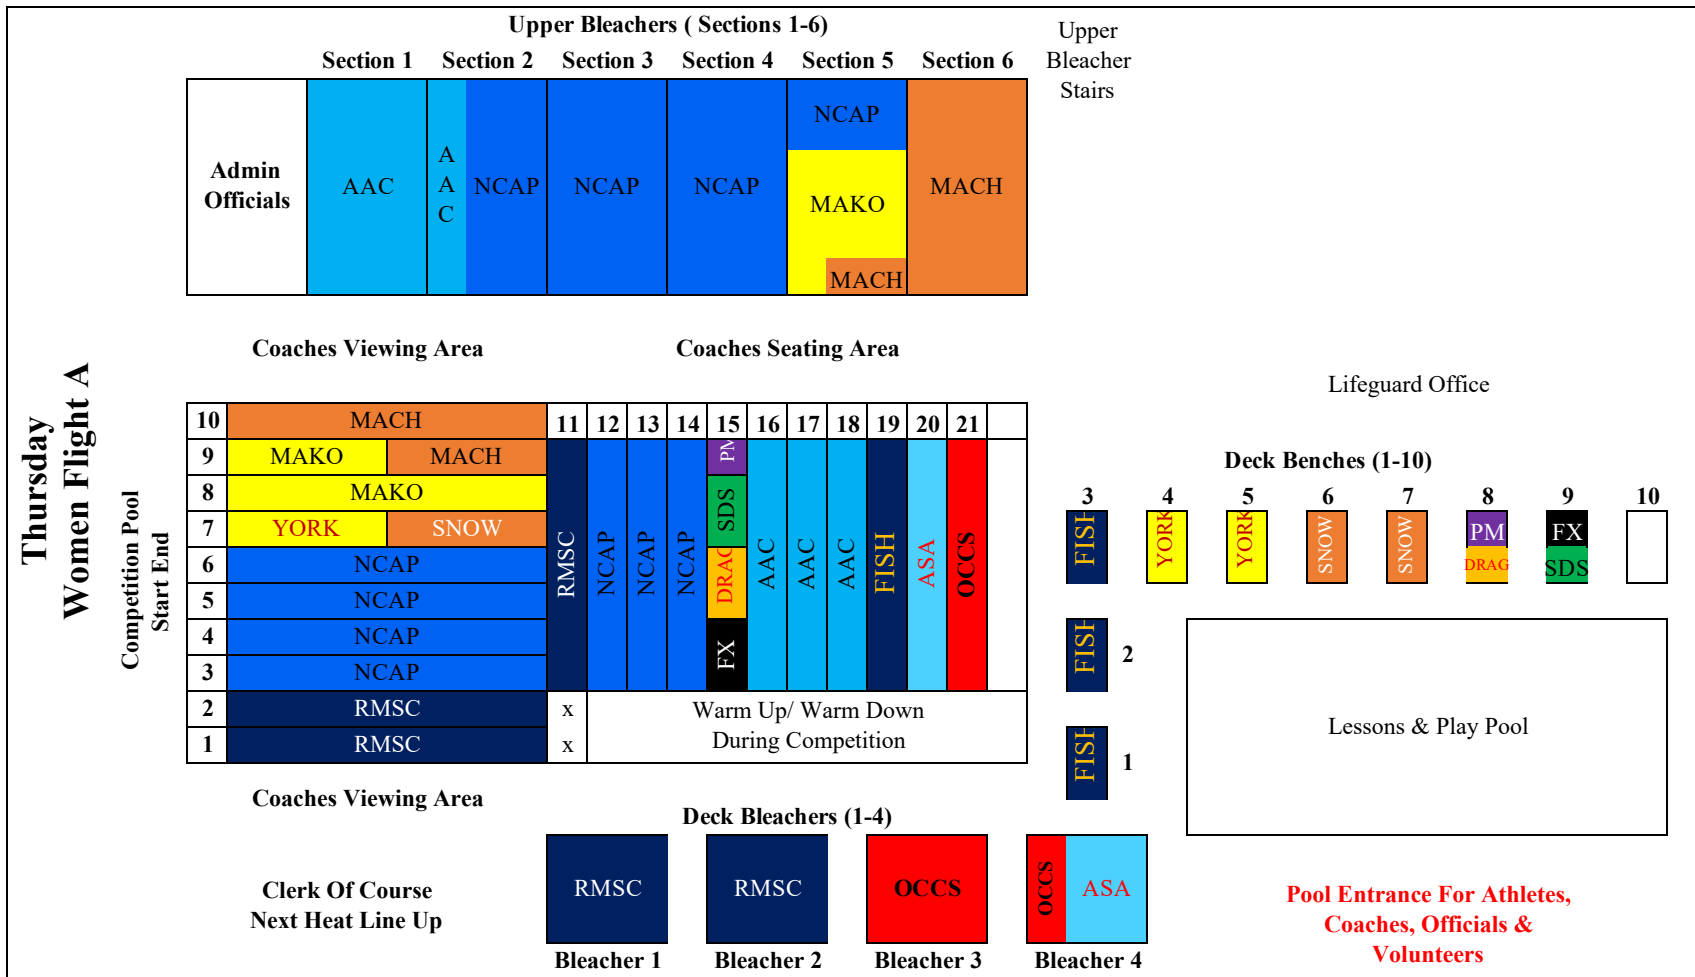 Upper Bleachers ( Sections 1-6)
Upper
Bleacher
Stairs
Section 1 Section 2 Section 3 Section 4 Section 5 Section 6
Admin
Officials
AAC
A
A
C
NCAP
NCAP
NCAP
NCAP
MAKO
MACH
MACH
Coaches Viewing Area
Coaches Seating Area
Thursday
Women Flight A
Competition Pool
Start End
Lifeguard Office
10 MACH
9 MAKO MACH
8 MAKO
7 YORK SNOW
6 NCAP
5 NCAP
4 NCAP
3 NCAP
2 RMSC x
1 RMSC x
11 12 13 14 15 16 17 18 19 20 21
RMSC
NCAP
NCAP
NCAP
PM
SDS
DRAG
FX
AAC
AAC
AAC
FISH
ASA
OCCS
Warm Up/ Warm Down
During Competition
Deck Benches (1-10)
3 4 5 6 7 8 9 10
FISH
YORK
YORK
SNOW
SNOW
PM
DRAG
FX
SDS
FISH
2
FISH
1
Lessons & Play Pool
Coaches Viewing Area
Deck Bleachers (1-4)
Clerk Of Course
Next Heat Line Up
RMSC
RMSC
OCCS
OCCS
ASA
Bleacher 1 Bleacher 2 Bleacher 3 Bleacher 4
Pool Entrance For Athletes,
Coaches, Officials &
Volunteers